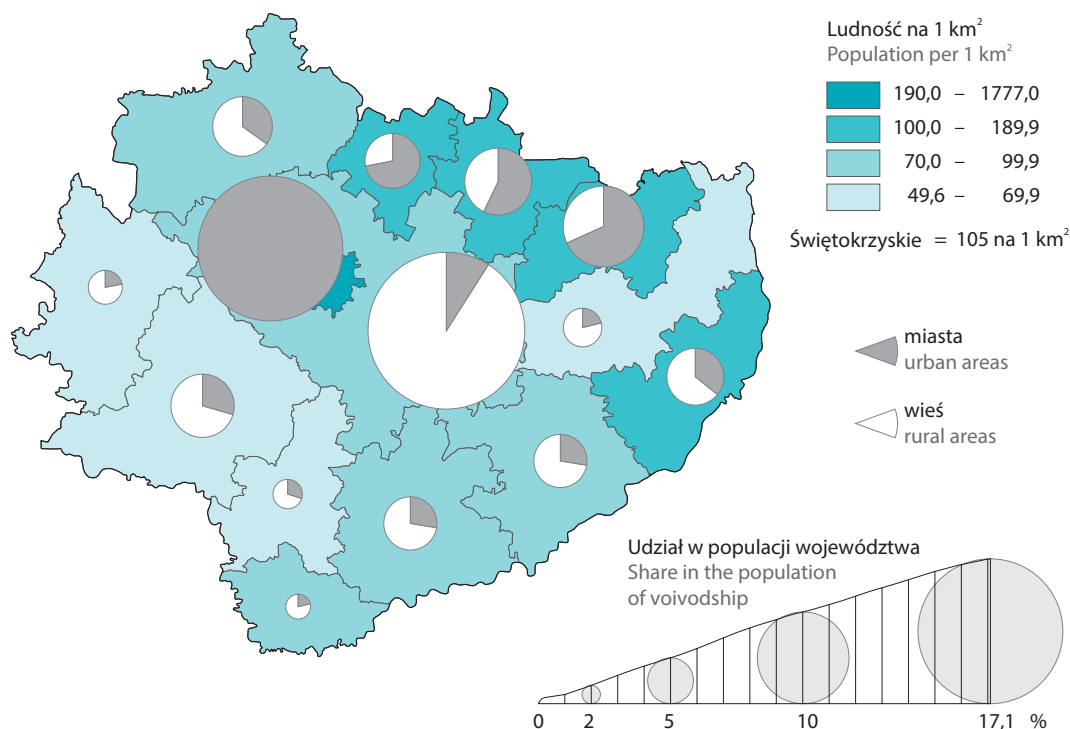 Ludność na 1 km²
Population per 1 km²
190,0 – 1777,0
100,0 – 189,9
70,0 – 99,9
49,6 – 69,9
Świętokrzyskie = 105 na 1 km²
miasta
urban areas
wieś
rural areas
Udział w populacji województwa
Share in the population
of voivodship
0 2 5 10 17,1 %